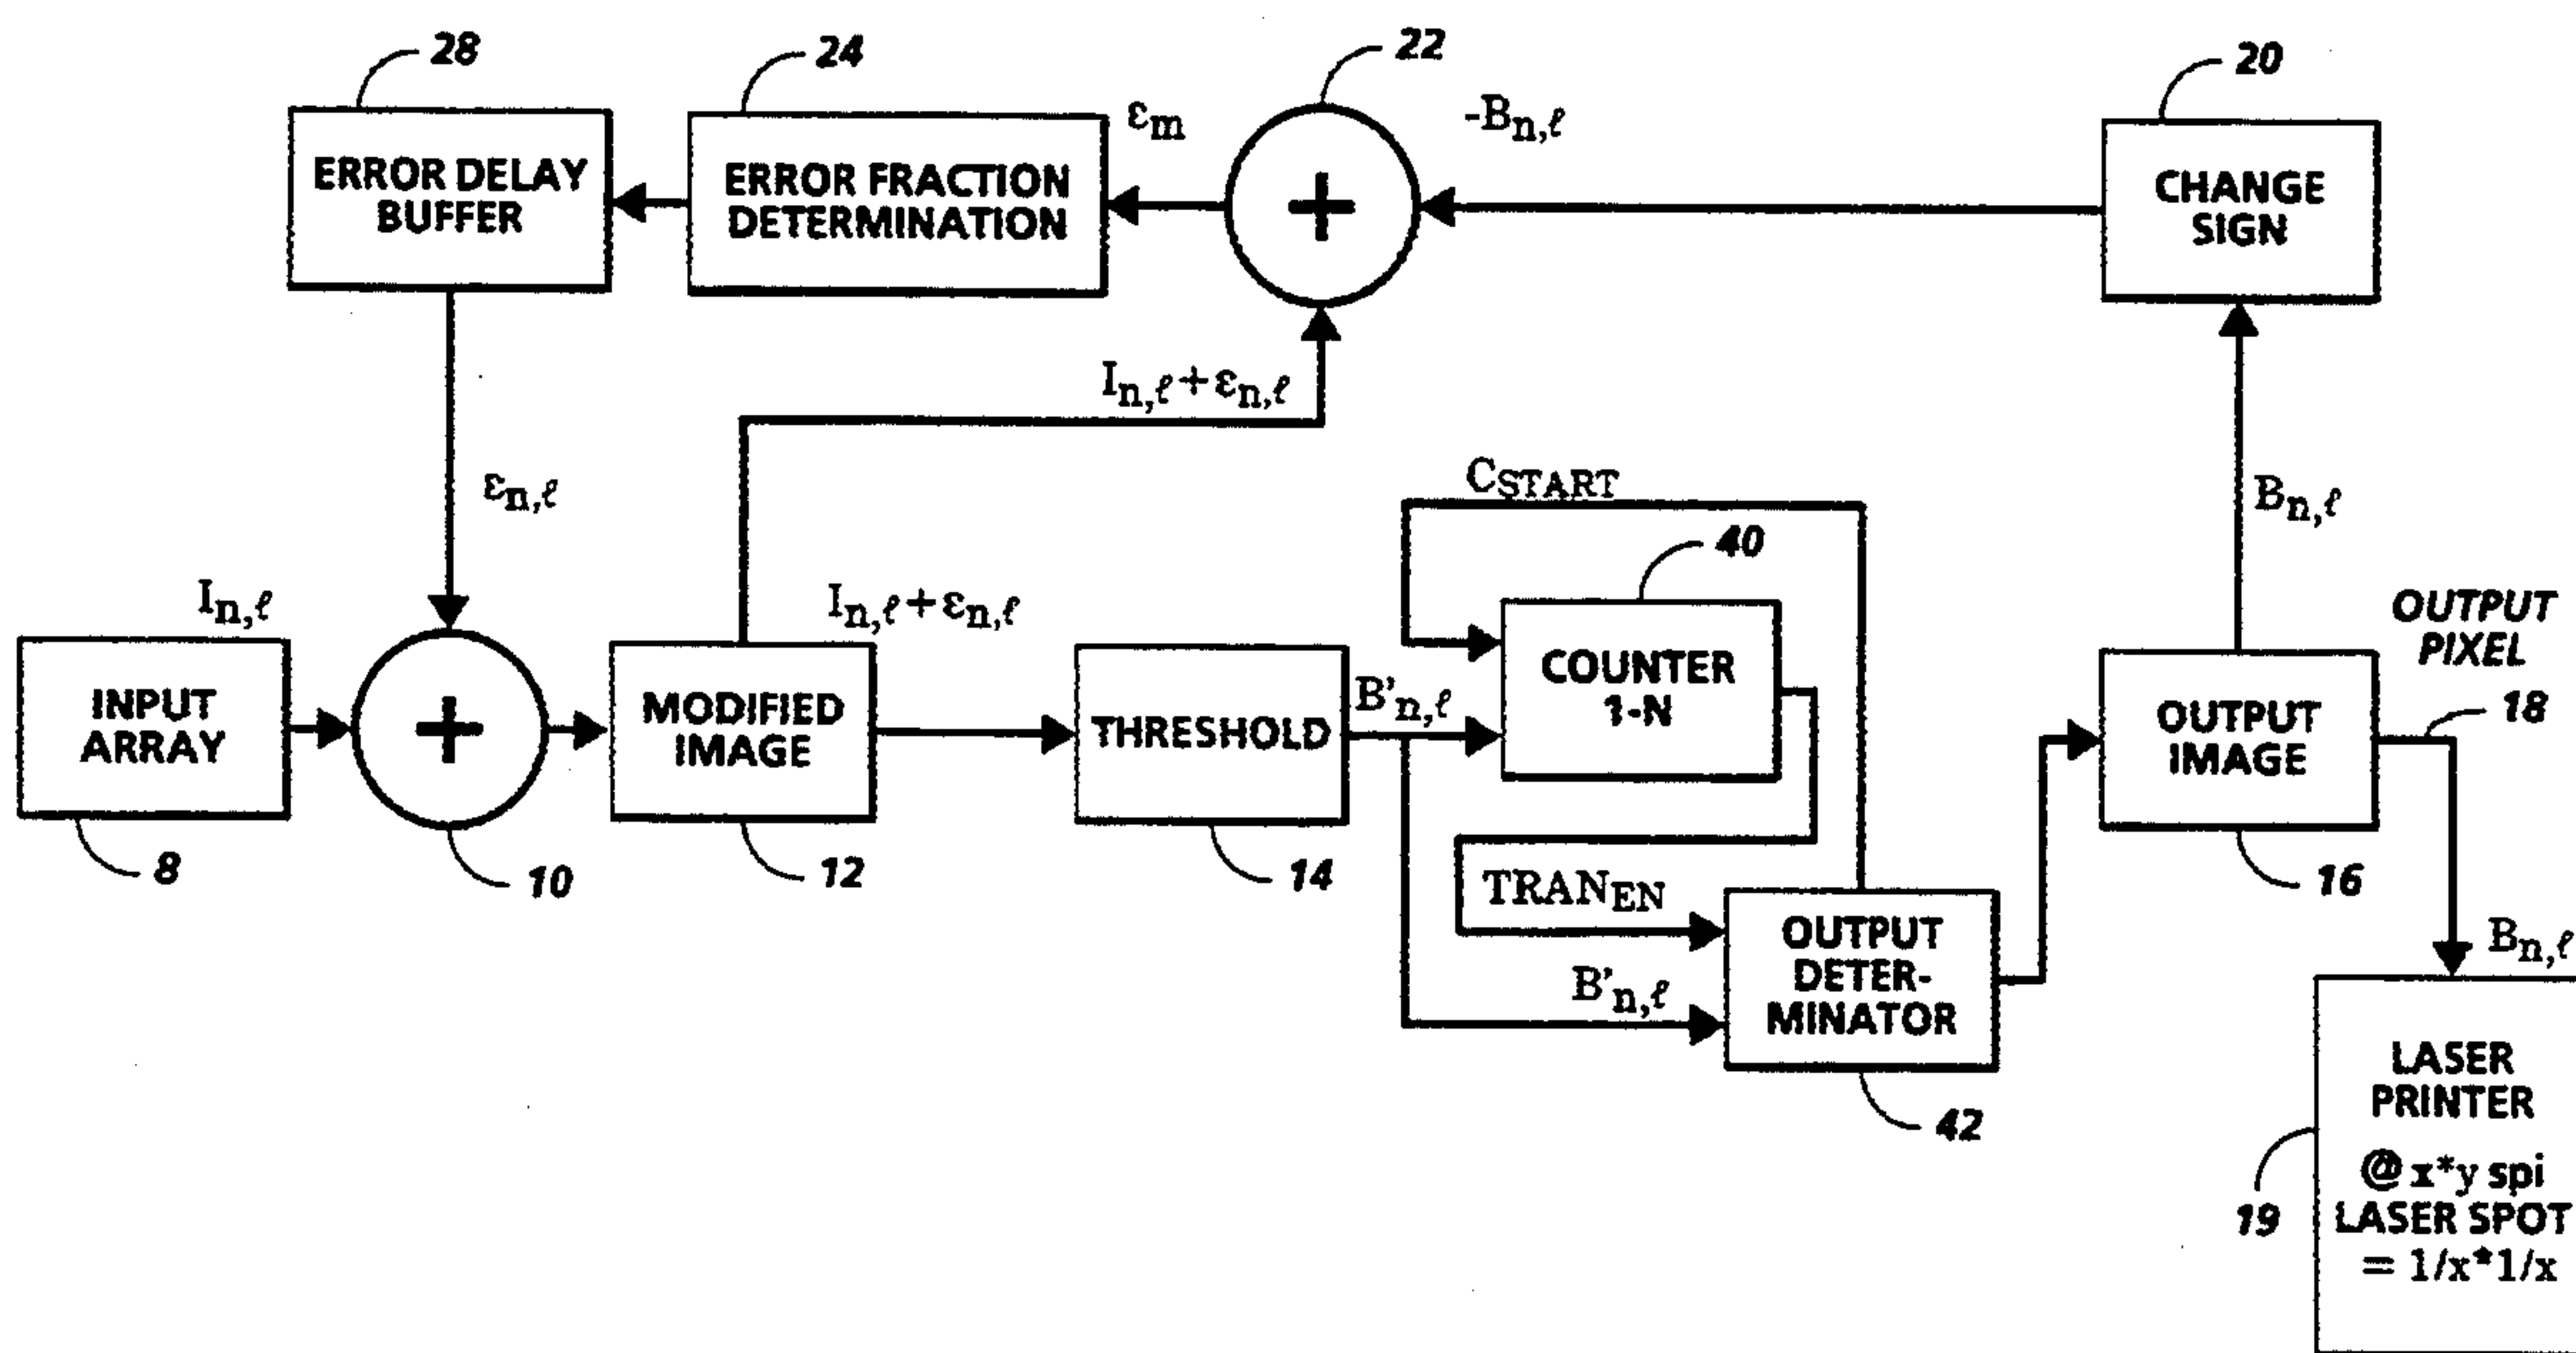 28
24
22
20
ERROR DELAY
BUFFER
ERROR FRACTION
DETERMINATION
εm
+
-Bn,ℓ
CHANGE
SIGN
In,ℓ+εn,ℓ
εn,ℓ
CSTART
Bn,ℓ
40
In,ℓ
In,ℓ+εn,ℓ
OUTPUT
PIXEL
18
INPUT
ARRAY
+
MODIFIED
IMAGE
THRESHOLD
B'n,ℓ
COUNTER
1-N
OUTPUT
IMAGE
8
10
12
14
16
TRANEN
B'n,ℓ
OUTPUT
DETER-
MINATOR
42
Bn,ℓ
LASER
PRINTER
@ x*y spi
LASER SPOT
= 1/x*1/x
19